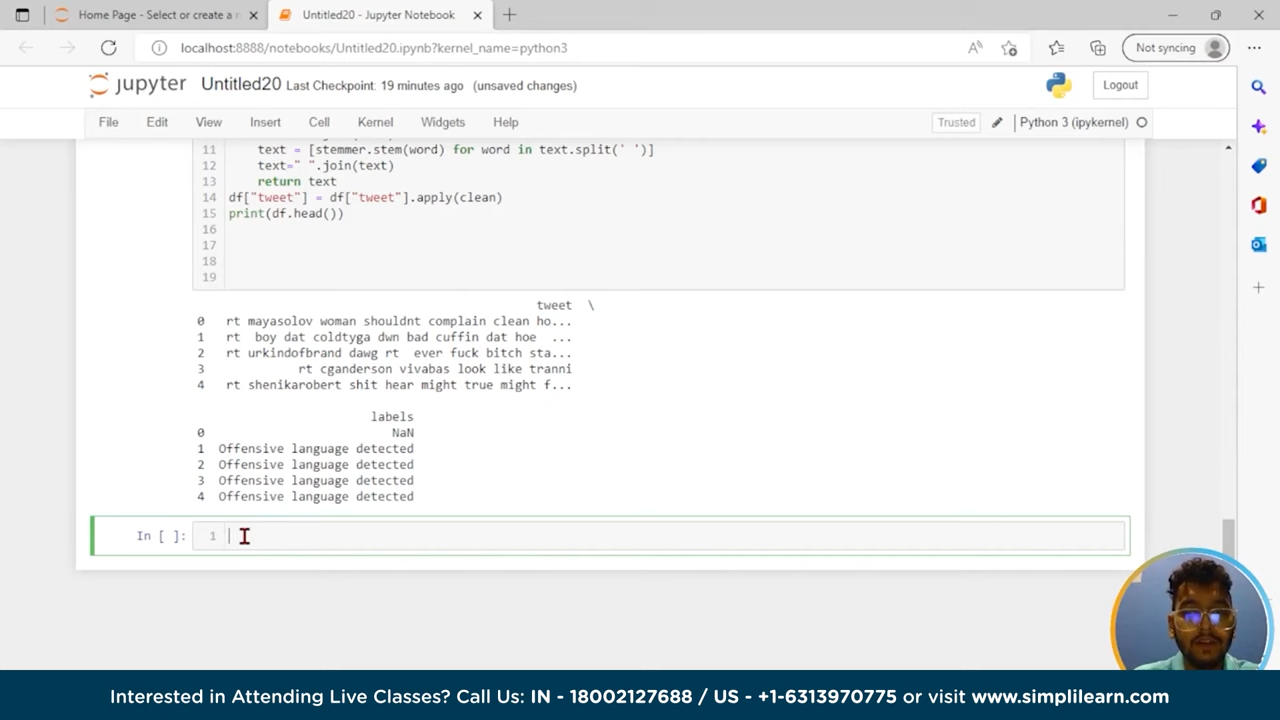 Home Page - Select or create a n
Untitled20 - Jupyter Notebook
localhost:8888/notebooks/Untitled20.ipynb?kernel_name=python3
Not syncing
jupyter Untitled20 Last Checkpoint: 19 minutes ago (unsaved changes)
Logout
File Edit View Insert Cell Kernel Widgets Help
Trusted
Python 3 (ipykernel)
11 text = [stemmer.stem(word) for word in text.split(' ')]
12 text=" ".join(text)
13 return text
14 df["tweet"] = df["tweet"].apply(clean)
15 print(df.head())
16
17
18
19
tweet \
0 rt mayasolov woman shouldnt complain clean ho...
1 rt boy dat coldtyga dwn bad cuffin dat hoe ...
2 rt urkindofbrand dawg rt ever fuck bitch sta...
3 rt cganderson vivabas look like tranni
4 rt shenikarobert shit hear might true might f...
labels
0 NaN
1 Offensive language detected
2 Offensive language detected
3 Offensive language detected
4 Offensive language detected
In [ ]: 1
Interested in Attending Live Classes? Call Us: IN - 18002127688 / US - +1-6313970775 or visit www.simplilearn.com